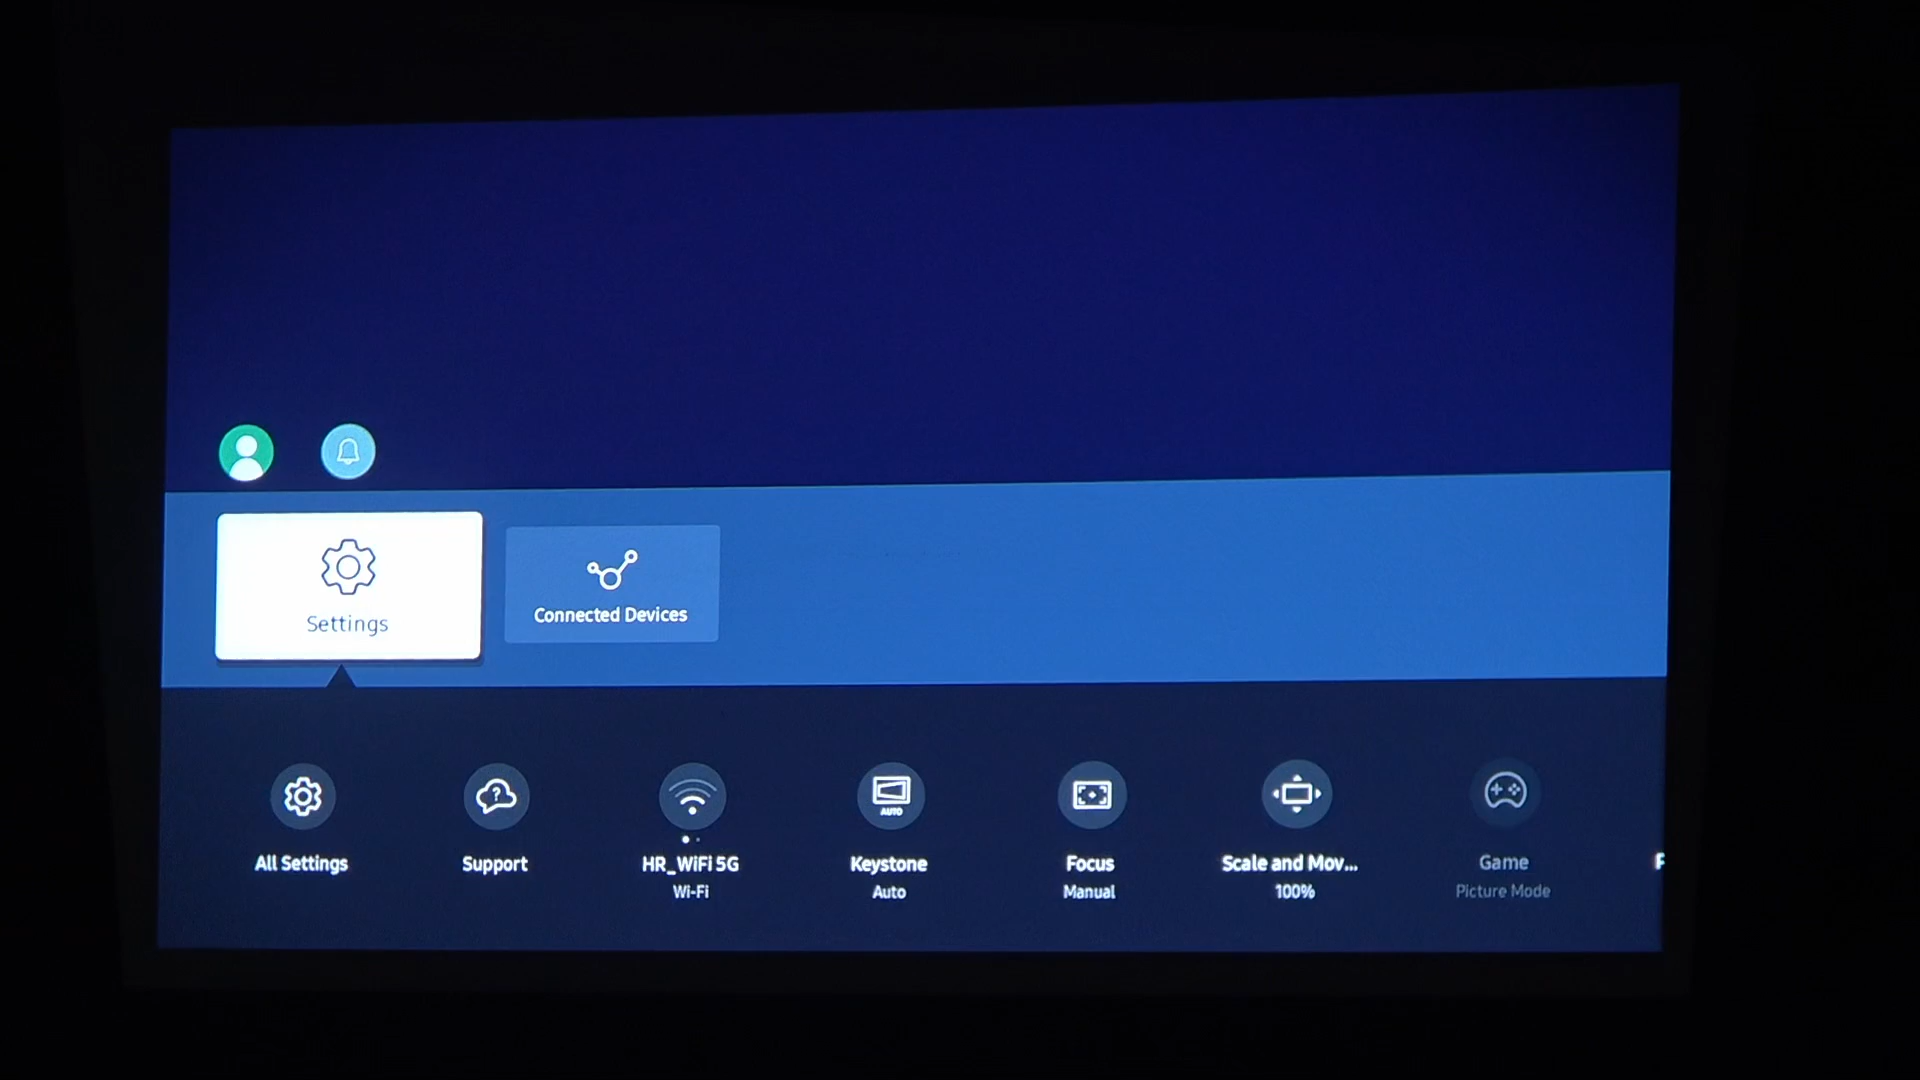 Settings
Connected Devices
All Settings
Support
HR_WiFi 5G
Wi-Fi
Keystone
Auto
Focus
Manual
Scale and Mov...
100%
Game
Picture Mode
AUTO
?